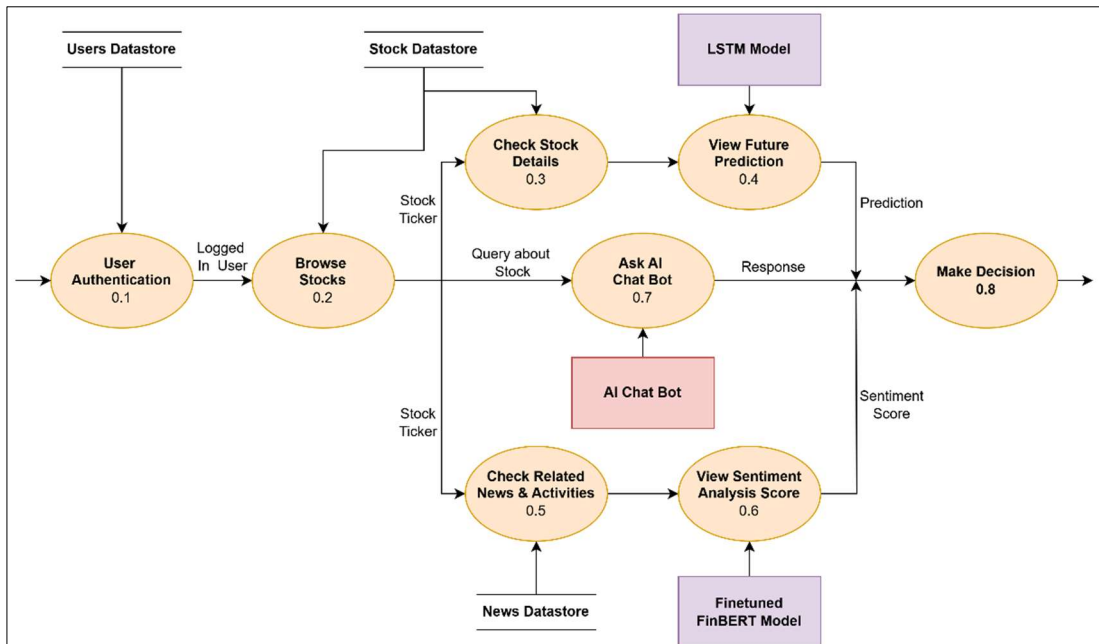 Users Datastore
Stock Datastore
LSTM Model
Check Stock
Details
0.3
View Future
Prediction
0.4
Stock
Ticker
Prediction
User
Authentication
0.1
Logged
In User
Browse
Stocks
0.2
Query about
Stock
Ask AI
Chat Bot
0.7
Response
Make Decision
0.8
AI Chat Bot
Stock
Ticker
Sentiment
Score
Check Related
News & Activities
0.5
View Sentiment
Analysis Score
0.6
News Datastore
Finetuned
FinBERT Model